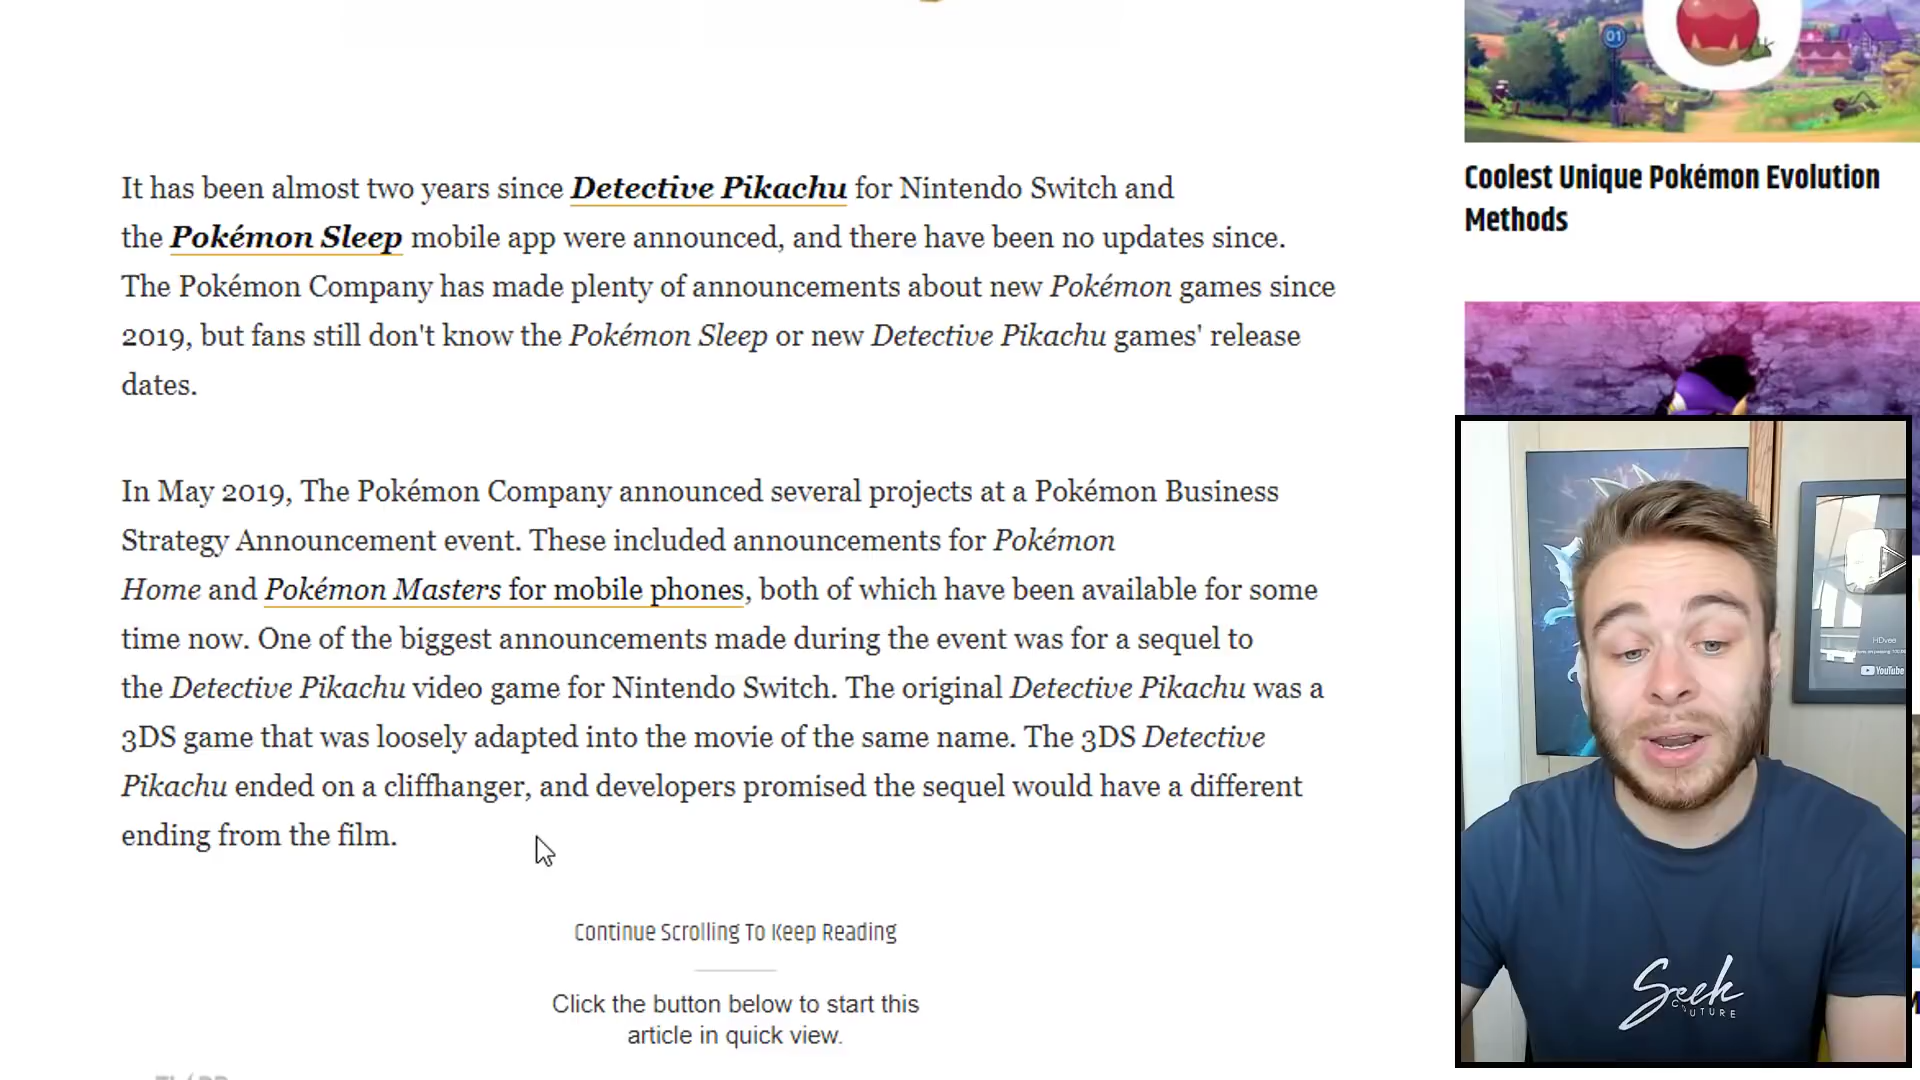 It has been almost two years since Detective Pikachu for Nintendo Switch and
the Pokémon Sleep mobile app were announced, and there have been no updates since.
The Pokémon Company has made plenty of announcements about new Pokémon games since
2019, but fans still don't know the Pokémon Sleep or new Detective Pikachu games' release
dates.
In May 2019, The Pokémon Company announced several projects at a Pokémon Business
Strategy Announcement event. These included announcements for Pokémon
Home and Pokémon Masters for mobile phones, both of which have been available for some
time now. One of the biggest announcements made during the event was for a sequel to
the Detective Pikachu video game for Nintendo Switch. The original Detective Pikachu was a
3DS game that was loosely adapted into the movie of the same name. The 3DS Detective
Pikachu ended on a cliffhanger, and developers promised the sequel would have a different
ending from the film.
Continue Scrolling To Keep Reading
Click the button below to start this
article in quick view.
01
Coolest Unique Pokémon Evolution
Methods
HDvee
YouTube
Seek
COUTURE